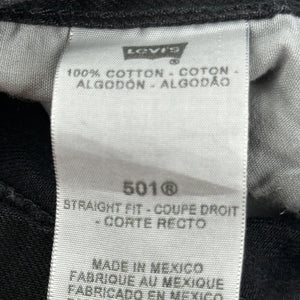 LEVI'S
®
100% COTTON - COTON -
ALGODÓN - ALGODÃO
501®
STRAIGHT FIT - COUPE DROIT
- CORTE RECTO
MADE IN MEXICO
FABRIQUE AU MEXIQUE
FABRICADO EN MEXICO